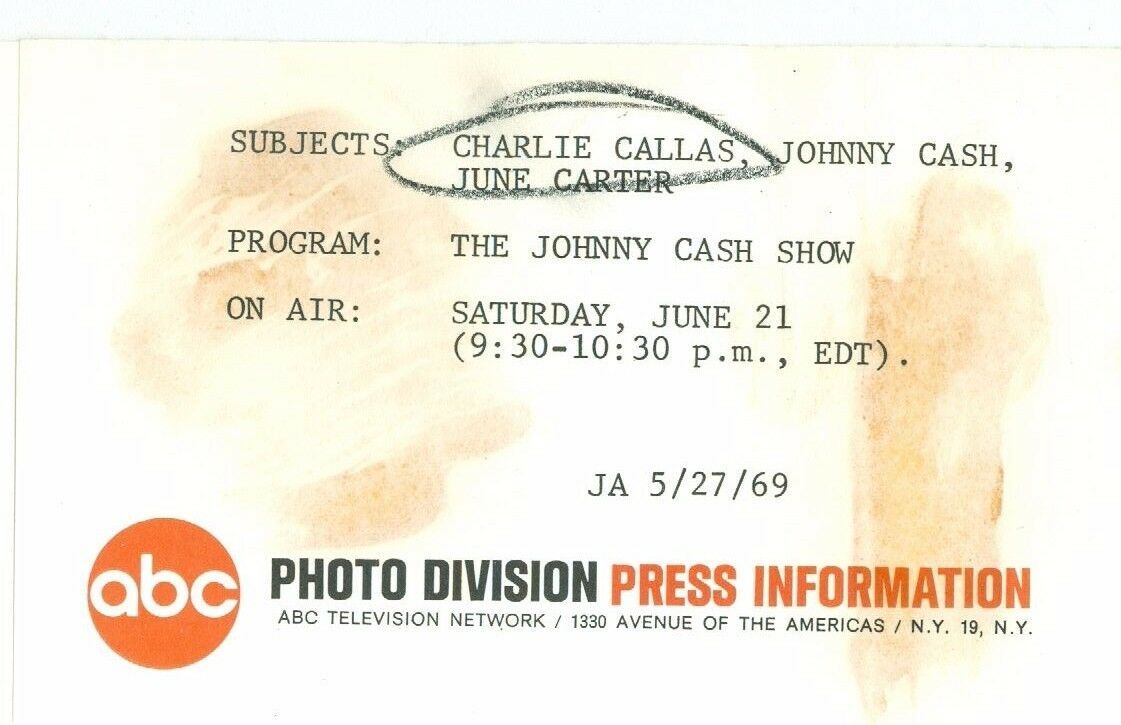 SUBJECTS: CHARLIE CALLAS, JOHNNY CASH,
JUNE CARTER
PROGRAM: THE JOHNNY CASH SHOW
ON AIR: SATURDAY, JUNE 21
(9:30-10:30 p.m., EDT).
JA 5/27/69
abc PHOTO DIVISION PRESS INFORMATION
ABC TELEVISION NETWORK / 1330 AVENUE OF THE AMERICAS / N.Y. 19, N.Y.